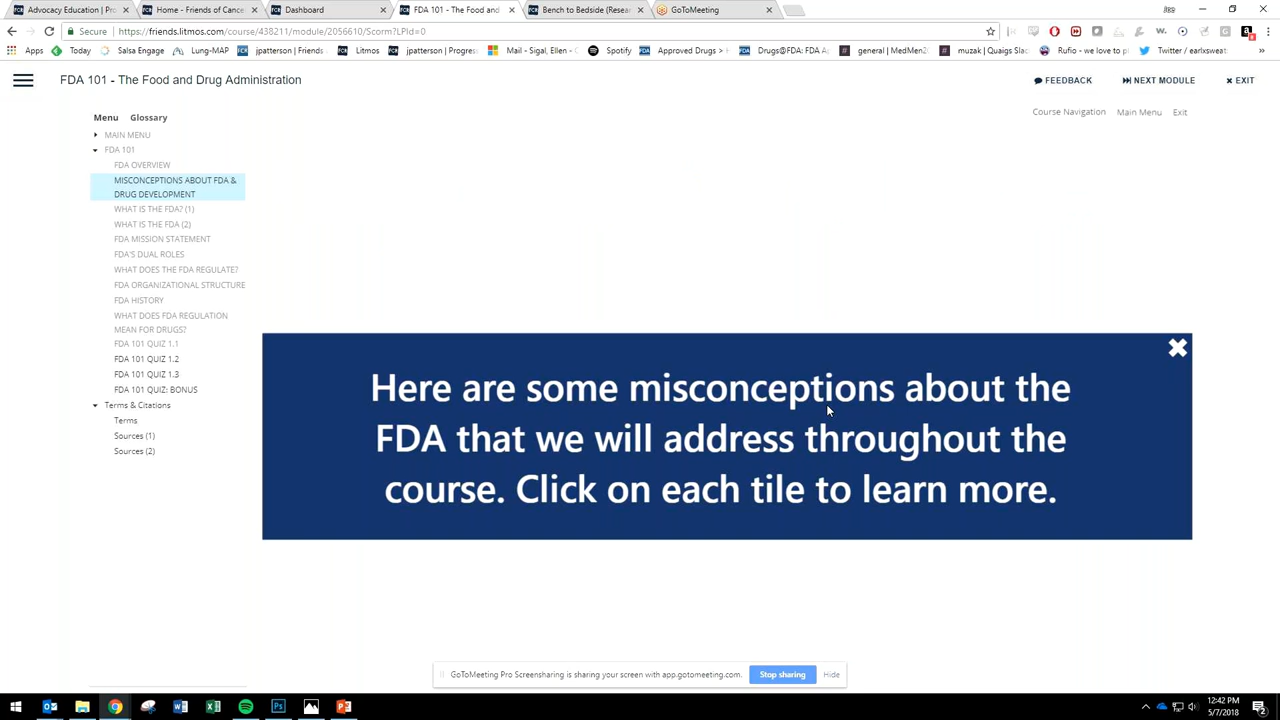 Advocacy Education | Pro
Home - Friends of Cance
Dashboard
FDA 101 - The Food and
Bench to Bedside (Resea
GoToMeeting
Secure
https://friends.litmos.com/course/438211/module/2056610/Scorm?LPId=0
Apps
Today
Salsa Engage
Lung-MAP
jpatterson | Friends
Litmos
jpatterson | Progres
Mail - Sigal, Ellen -
Spotify
Approved Drugs >
Drugs@FDA: FDA A
general | MedMen2
muzak | Quaigs Slac
Rufio - we love to p
Twitter / earlxsweat
FDA 101 - The Food and Drug Administration
FEEDBACK
NEXT MODULE
EXIT
Course Navigation
Main Menu
Exit
Menu
Glossary
MAIN MENU
FDA 101
FDA OVERVIEW
MISCONCEPTIONS ABOUT FDA &
DRUG DEVELOPMENT
WHAT IS THE FDA? (1)
WHAT IS THE FDA (2)
FDA MISSION STATEMENT
FDA'S DUAL ROLES
WHAT DOES THE FDA REGULATE?
FDA ORGANIZATIONAL STRUCTURE
FDA HISTORY
WHAT DOES FDA REGULATION
MEAN FOR DRUGS?
FDA 101 QUIZ 1.1
FDA 101 QUIZ 1.2
FDA 101 QUIZ 1.3
FDA 101 QUIZ: BONUS
Terms & Citations
Terms
Sources (1)
Sources (2)
Here are some misconceptions about the
FDA that we will address throughout the
course. Click on each tile to learn more.
GoToMeeting Pro Screensharing is sharing your screen with app.gotomeeting.com.
Stop sharing
Hide
12:42 PM
5/7/2018